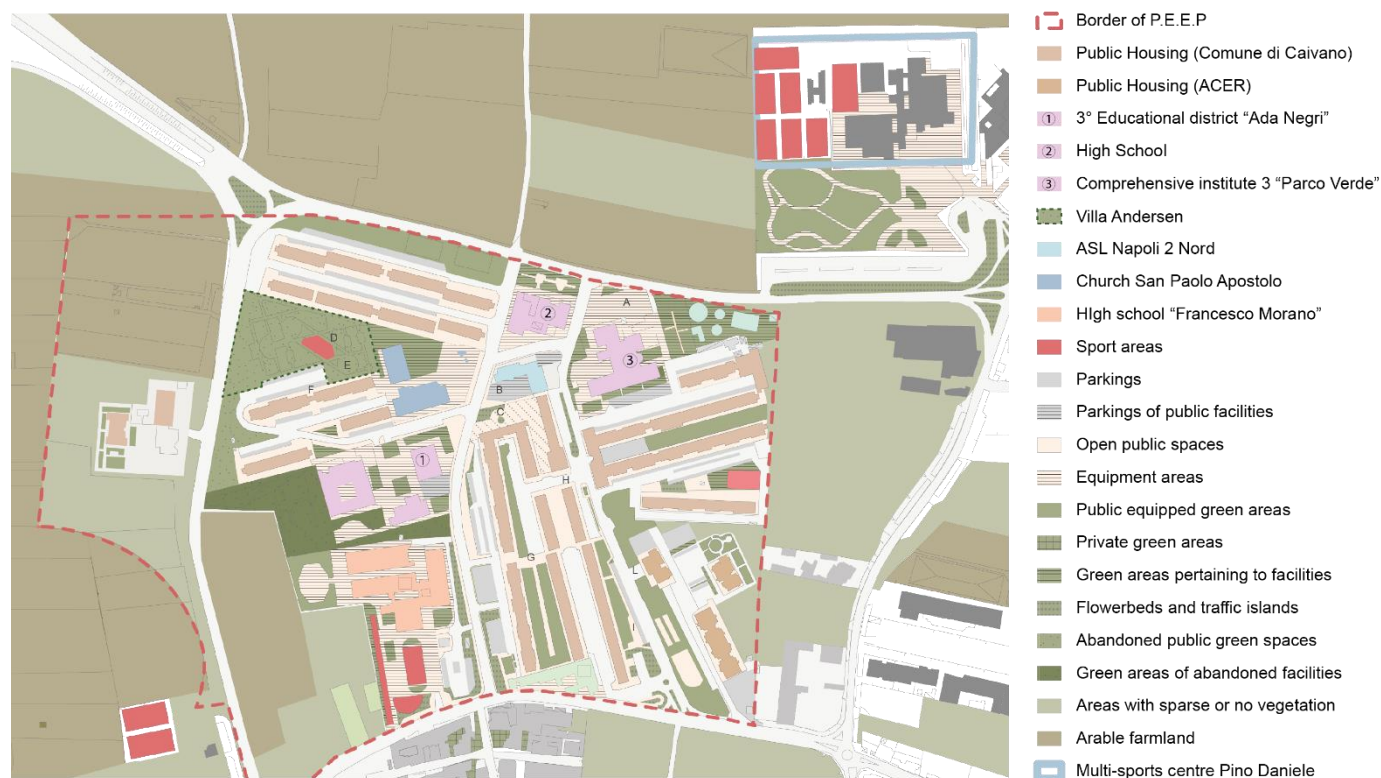 Border of P.E.E.P
Public Housing (Comune di Caivano)
Public Housing (ACER)
① 3° Educational district “Ada Negri”
② High School
③ Comprehensive institute 3 “Parco Verde”
Villa Andersen
ASL Napoli 2 Nord
Church San Paolo Apostolo
HIgh school “Francesco Morano”
Sport areas
Parkings
Parkings of public facilities
Open public spaces
Equipment areas
Public equipped green areas
Private green areas
Green areas pertaining to facilities
Flowerbeds and traffic islands
Abandoned public green spaces
Green areas of abandoned facilities
Areas with sparse or no vegetation
Arable farmland
Multi-sports centre Pino Daniele
A
②
D
③
E
F
B
C
①
H
G
L
I